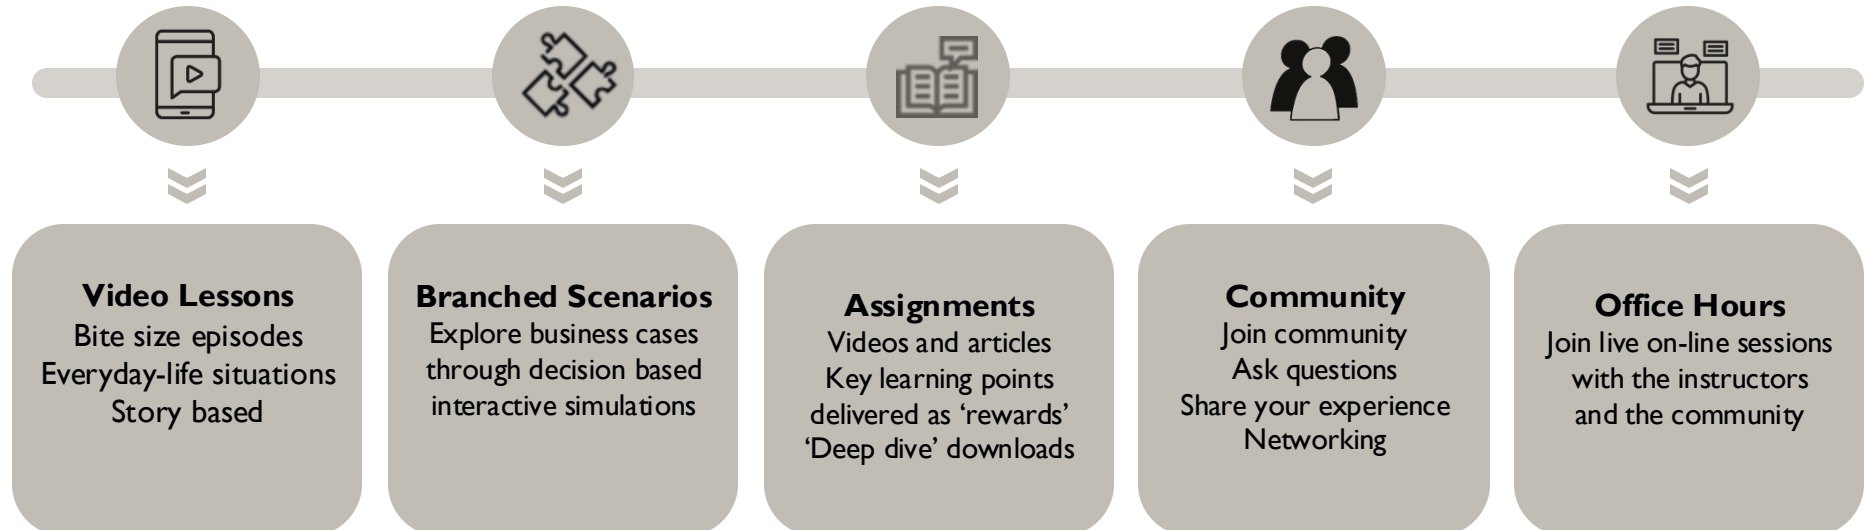 Video Lessons
Bite size episodes
Everyday-life situations
Story based
Branched Scenarios
Explore business cases
through decision based
interactive simulations
Assignments
Videos and articles
Key learning points
delivered as ‘rewards’
‘Deep dive’ downloads
Community
Join community
Ask questions
Share your experience
Networking
Office Hours
Join live on-line sessions
with the instructors
and the community